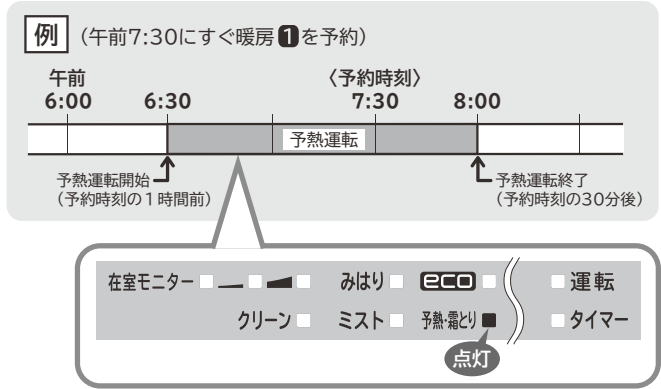 例 (午前7:30にすぐ暖房1を予約)
午前 〈予約時刻〉
6:00 6:30 7:30 8:00
予熱運転
予熱運転開始 予熱運転終了
(予約時刻の1時間前) (予約時刻の30分後)
在室モニター みはり eco 運転
クリーン ミスト 予熱・霜とり タイマー
点灯